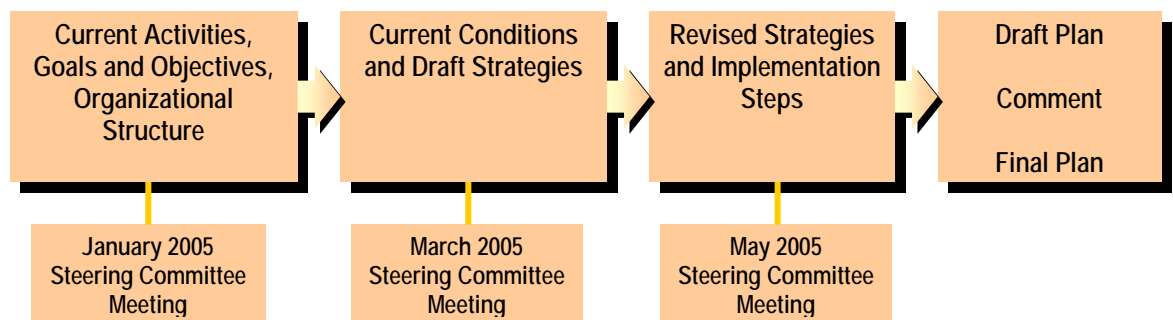 Current Activities,
Goals and Objectives,
Organizational
Structure
Current Conditions
and Draft Strategies
Revised Strategies
and Implementation
Steps
Draft Plan
Comment
Final Plan
January 2005
Steering Committee
Meeting
March 2005
Steering Committee
Meeting
May 2005
Steering Committee
Meeting